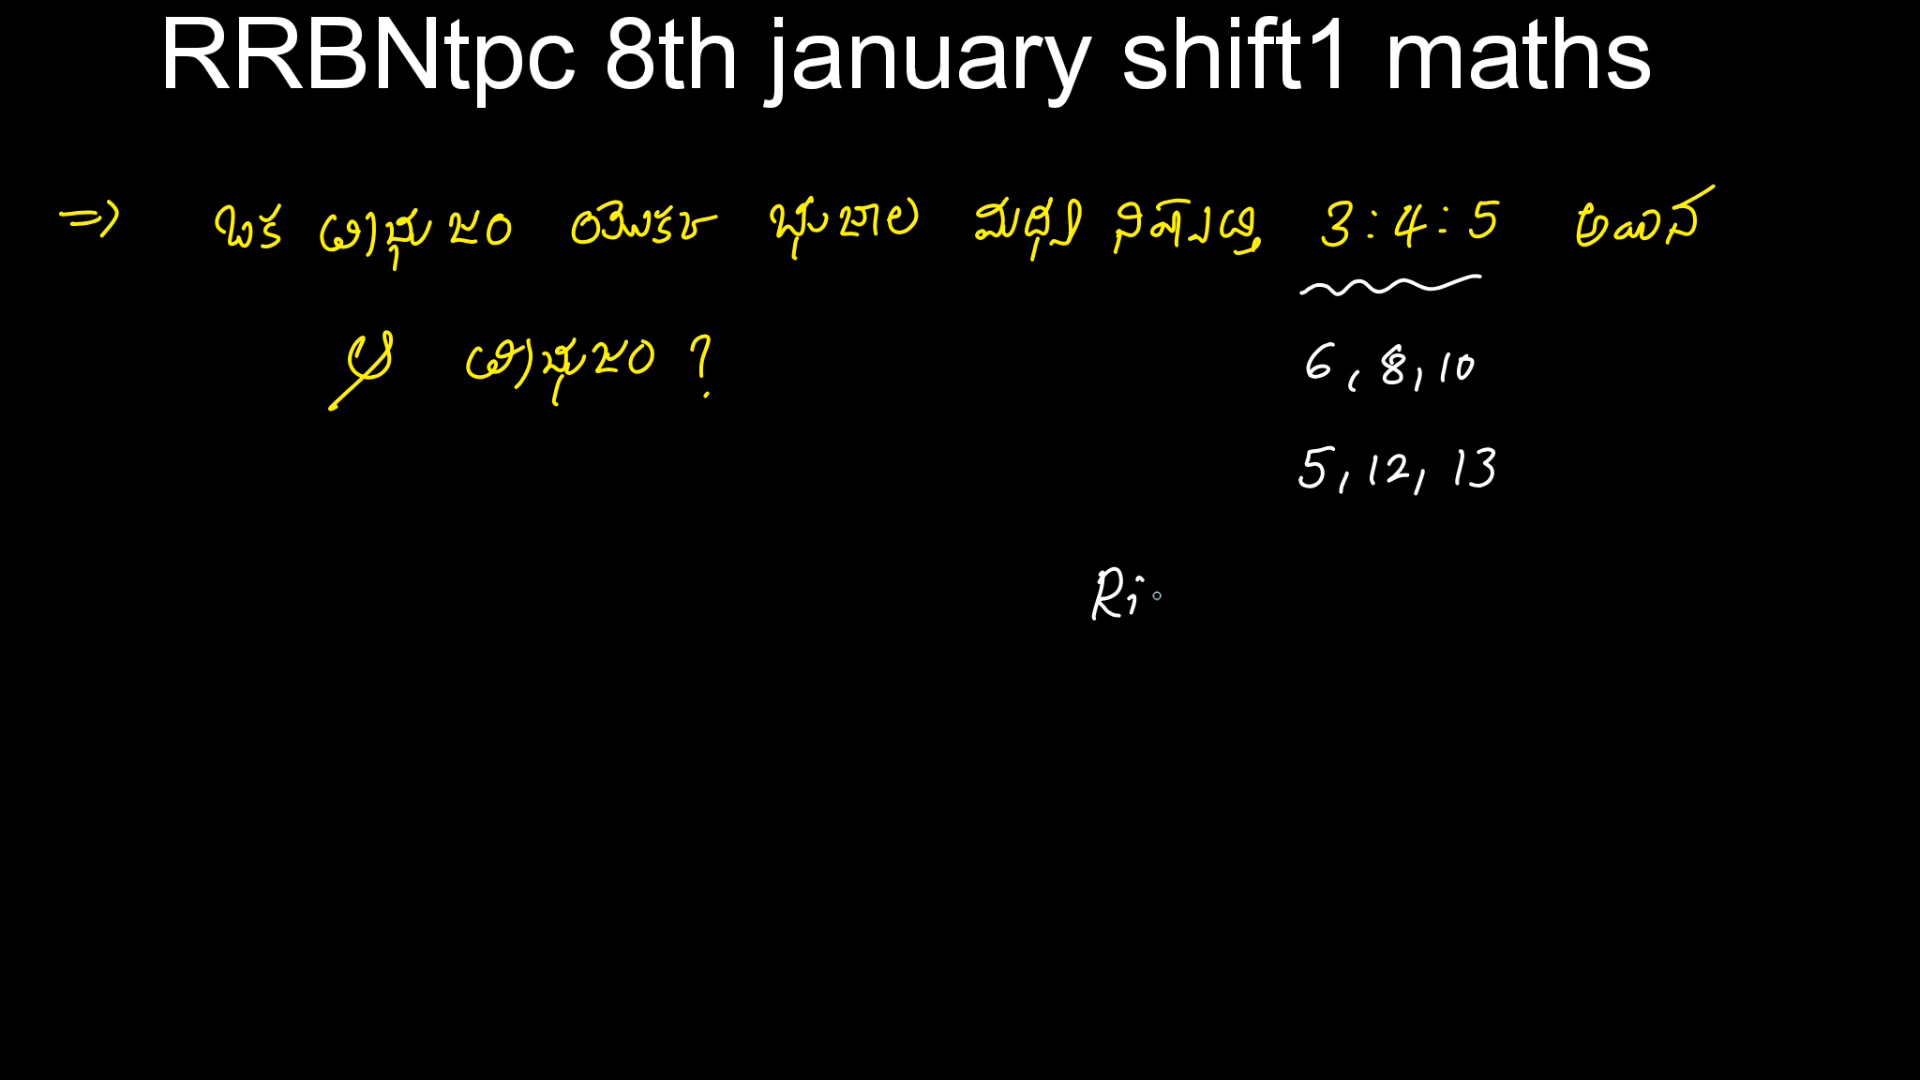 RRBNtpc 8th january shift1 maths
=> ఒక త్రిభుజం యొక్క భుజాల మధ్య నిష్పత్తి 3:4:5 అయిన
ఆ త్రిభుజం ?
6, 8, 10
5, 12, 13
Ri